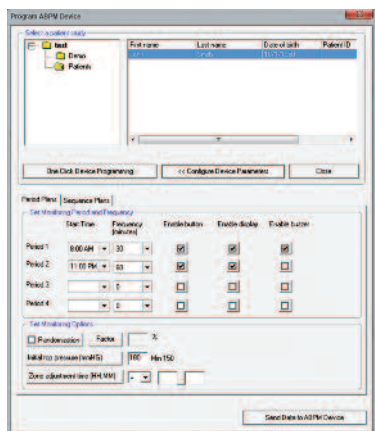 Program ABPM Device
Select a patient study
test
Demo
Patients
First name Last name Date of birth Patient ID
One Click Device Programming << Configure Device Parameters Close
Period Plans Sequence Plans
Set Monitoring Period and Frequency
Start Time Frequency (minutes) Enable button Enable display Enable buzzer
Period 1 8:00 AM 30
Period 2 11:00 PM 60
Period 3 0
Period 4 0
Set Monitoring Options
Randomisation Factor %
Initial top pressure (mmHG) 180 Min 150
Zone adjustment time (HH,MM) -
Send Data to ABPM Device